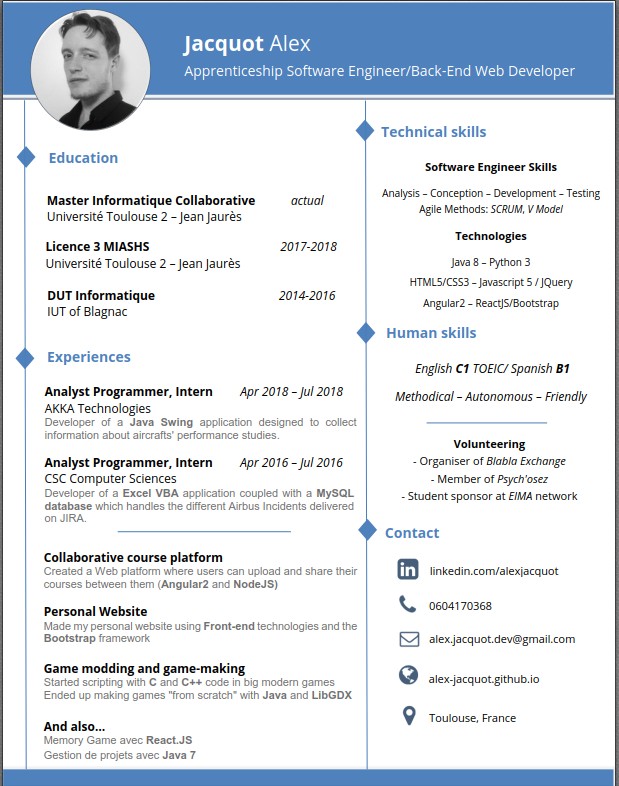 Jacquot Alex
Apprenticeship Software Engineer/Back-End Web Developer
Education
Master Informatique Collaborative actual
Université Toulouse 2 – Jean Jaurès
Licence 3 MIASHS 2017-2018
Université Toulouse 2 – Jean Jaurès
DUT Informatique 2014-2016
IUT of Blagnac
Experiences
Analyst Programmer, Intern Apr 2018 – Jul 2018
AKKA Technologies
Developer of a Java Swing application designed to collect
information about aircrafts' performance studies.
Analyst Programmer, Intern Apr 2016 – Jul 2016
CSC Computer Sciences
Developer of a Excel VBA application coupled with a MySQL
database which handles the different Airbus Incidents delivered
on JIRA.
Collaborative course platform
Created a Web platform where users can upload and share their
courses between them (Angular2 and NodeJS)
Personal Website
Made my personal website using Front-end technologies and the
Bootstrap framework
Game modding and game-making
Started scripting with C and C++ code in big modern games
Ended up making games "from scratch" with Java and LibGDX
And also...
Memory Game avec React.JS
Gestion de projets avec Java 7
Technical skills
Software Engineer Skills
Analysis – Conception – Development – Testing
Agile Methods: SCRUM, V Model
Technologies
Java 8 – Python 3
HTML5/CSS3 – Javascript 5 / JQuery
Angular2 – ReactJS/Bootstrap
Human skills
English C1 TOEIC/ Spanish B1
Methodical – Autonomous – Friendly
Volunteering
- Organiser of Blabla Exchange
- Member of Psych'osez
- Student sponsor at EIMA network
Contact
linkedin.com/alexjacquot
0604170368
alex.jacquot.dev@gmail.com
alex-jacquot.github.io
Toulouse, France